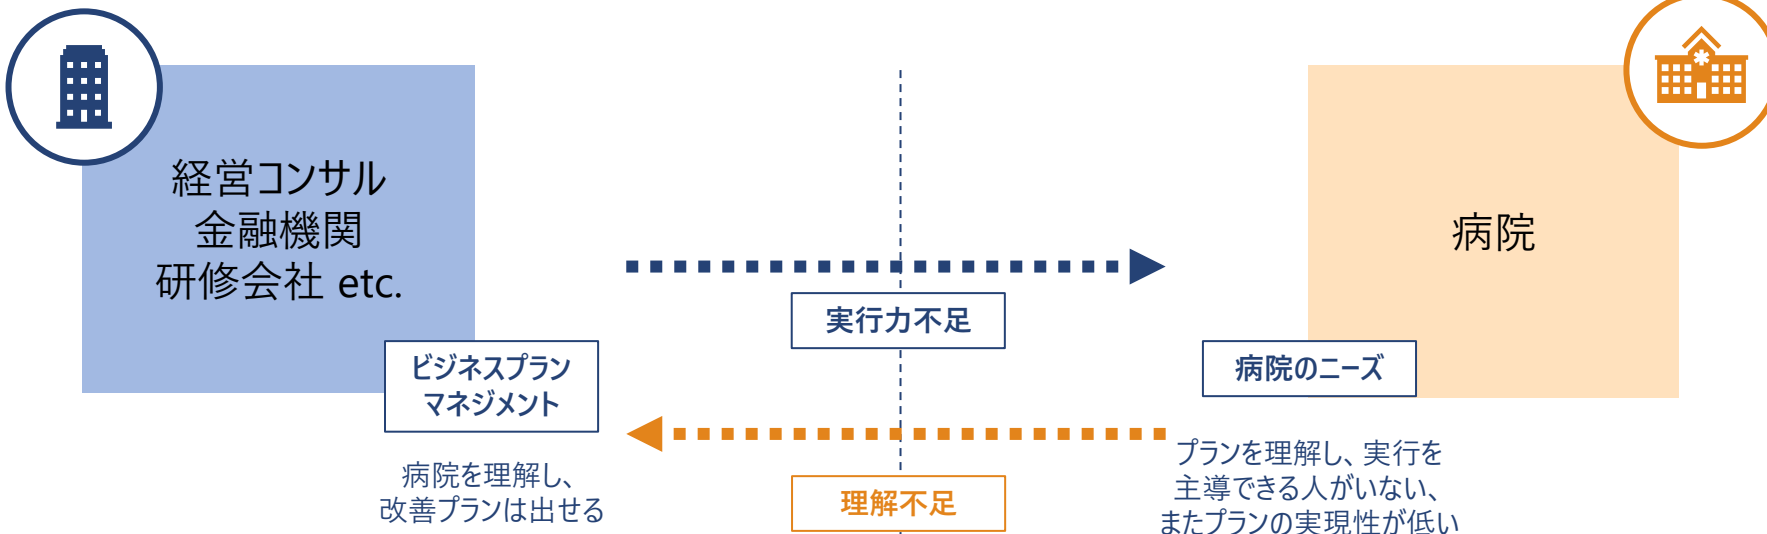 経営コンサル
金融機関
研修会社 etc.
ビジネスプラン
マネジメント
病院を理解し、
改善プランは出せる
実行力不足
理解不足
病院
病院のニーズ
プランを理解し、実行を
主導できる人がいない、
またプランの実現性が低い